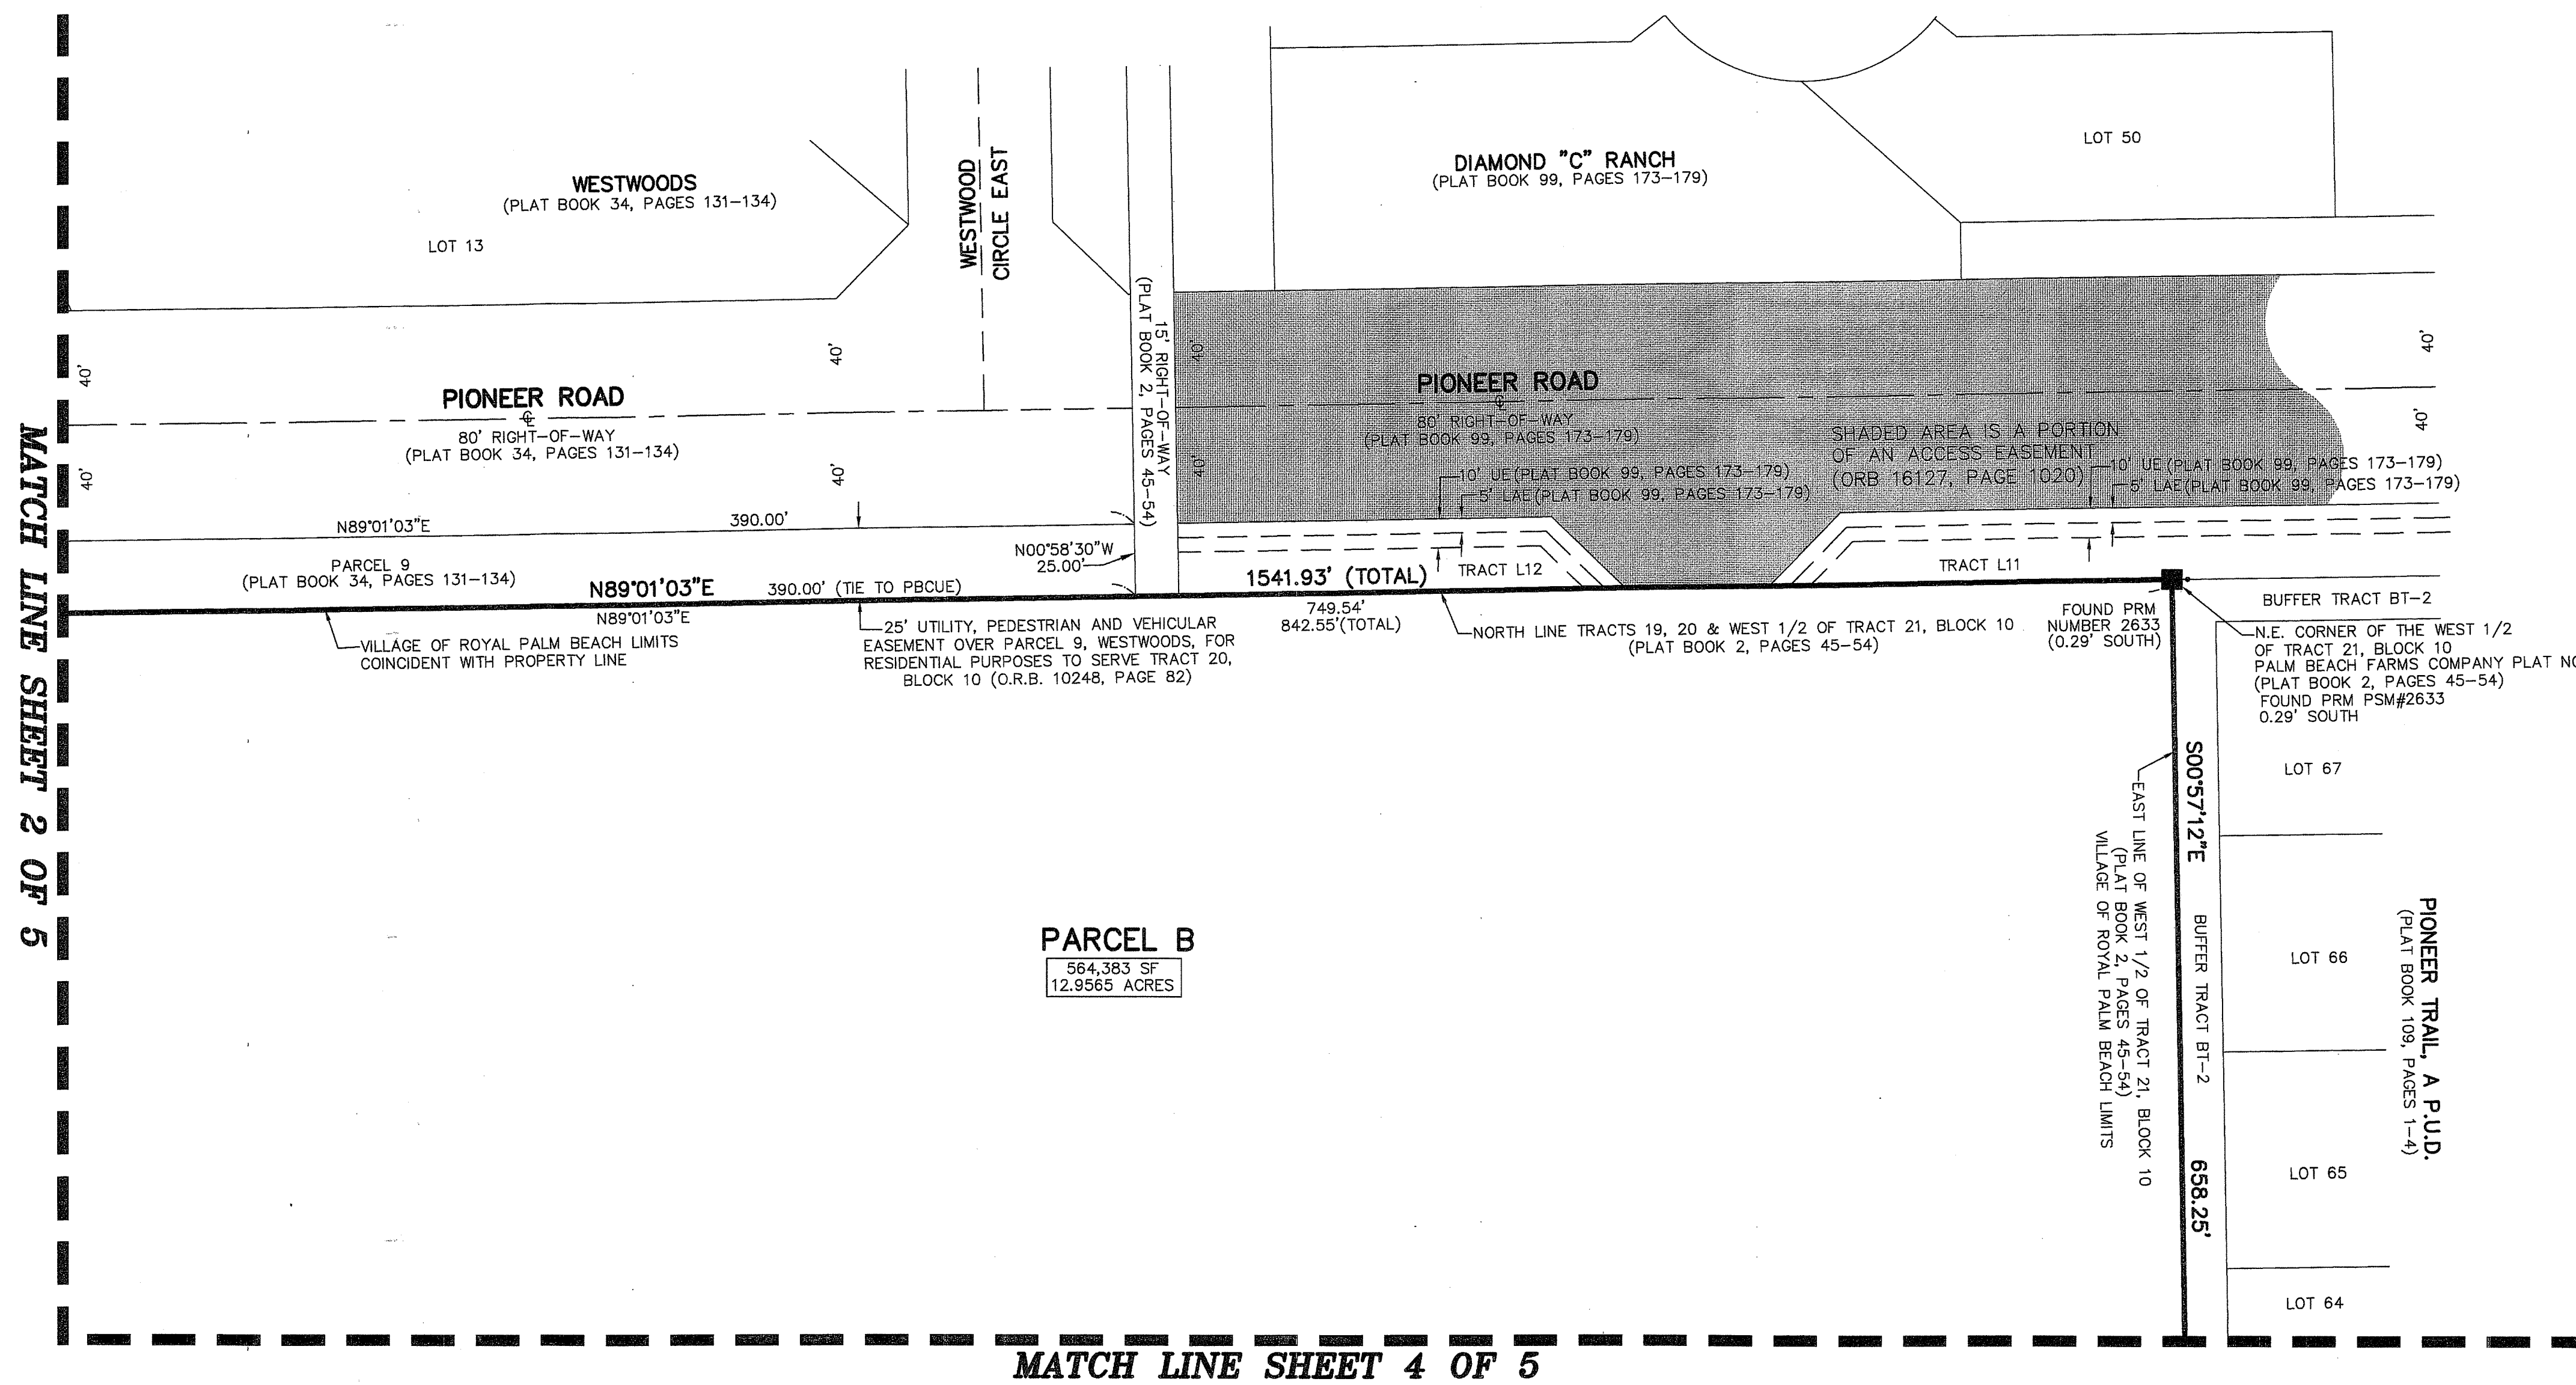 MATCH LINE SHEET 2 OF 5
WESTWOODS
(PLAT BOOK 34, PAGES 131-134)
LOT 13
WESTWOOD
CIRCLE EAST
DIAMOND "C" RANCH
(PLAT BOOK 99, PAGES 173-179)
LOT 50
15' RIGHT-OF-WAY
(PLAT BOOK 2, PAGES 45-54)
40'
40'
40'
40'
PIONEER ROAD
℄
80' RIGHT-OF-WAY
(PLAT BOOK 34, PAGES 131-134)
40'
40'
40'
40'
PIONEER ROAD
℄
80' RIGHT-OF-WAY
(PLAT BOOK 99, PAGES 173-179)
SHADED AREA IS A PORTION
OF AN ACCESS EASEMENT
(ORB 16127, PAGE 1020)
10' UE(PLAT BOOK 99, PAGES 173-179)
5' LAE(PLAT BOOK 99, PAGES 173-179)
10' UE(PLAT BOOK 99, PAGES 173-179)
5' LAE(PLAT BOOK 99, PAGES 173-179)
N89°01'03"E
390.00'
PARCEL 9
(PLAT BOOK 34, PAGES 131-134)
N00°58'30"W
25.00'
N89°01'03"E
390.00' (TIE TO PBCUE)
1541.93' (TOTAL)
TRACT L12
TRACT L11
N89°01'03"E
749.54'
842.55'(TOTAL)
VILLAGE OF ROYAL PALM BEACH LIMITS
COINCIDENT WITH PROPERTY LINE
25' UTILITY, PEDESTRIAN AND VEHICULAR
EASEMENT OVER PARCEL 9, WESTWOODS, FOR
RESIDENTIAL PURPOSES TO SERVE TRACT 20,
BLOCK 10 (O.R.B. 10248, PAGE 82)
NORTH LINE TRACTS 19, 20 & WEST 1/2 OF TRACT 21, BLOCK 10
(PLAT BOOK 2, PAGES 45-54)
FOUND PRM
NUMBER 2633
(0.29' SOUTH)
BUFFER TRACT BT-2
N.E. CORNER OF THE WEST 1/2
OF TRACT 21, BLOCK 10
PALM BEACH FARMS COMPANY PLAT
(PLAT BOOK 2, PAGES 45-54)
FOUND PRM PSM#2633
0.29' SOUTH
S00°57'12"E
658.25'
BUFFER TRACT BT-2
EAST LINE OF WEST 1/2 OF TRACT 21, BLOCK 10
(PLAT BOOK 2, PAGES 45-54)
VILLAGE OF ROYAL PALM BEACH LIMITS
LOT 67
LOT 66
LOT 65
LOT 64
PIONEER TRAIL, A P.U.D.
(PLAT BOOK 109, PAGES 1-4)
PARCEL B
564,383 SF
12.9565 ACRES
MATCH LINE SHEET 4 OF 5